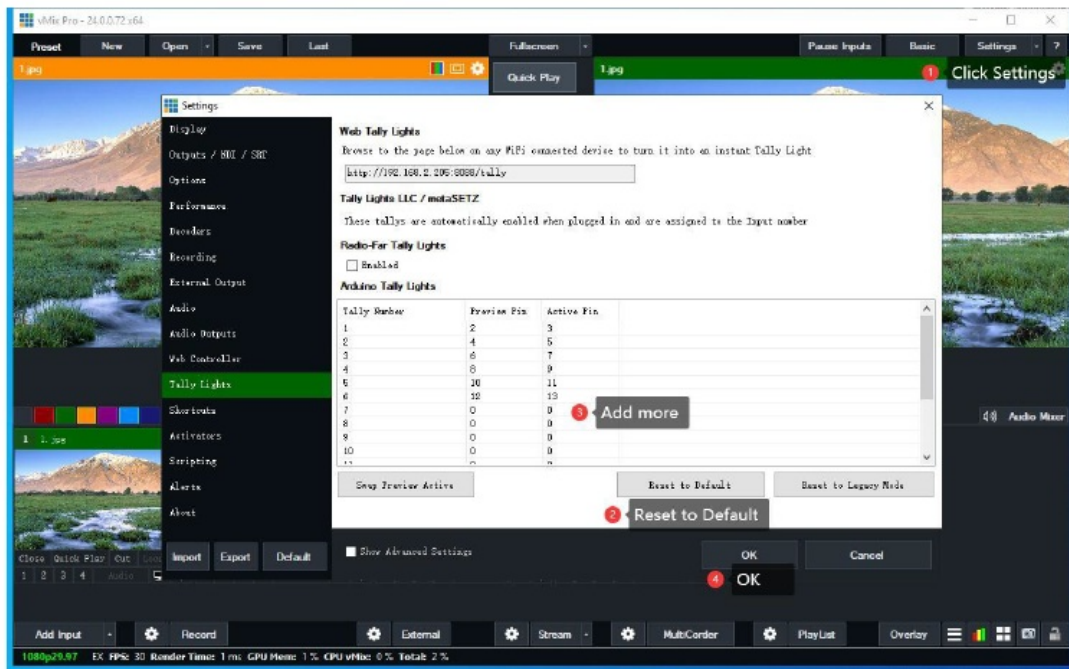 vMix Pro - 24.0.0.72 x64
Preset New Open Save Last Fullscreen Pause Inputs Basic Settings ?
1.jpg
Quick Play
1.jpg
1 Click Settings
Settings
Display
Outputs / NDI / SRT
Options
Performance
Decoders
Recording
External Output
Audio
Audio Outputs
Web Controller
Tally Lights
Shortcuts
Activators
Scripting
Alerts
About
Import Export Default
Web Tally Lights
Browse to the page below on any WiFi connected device to turn it into an instant Tally Light
http://192.168.2.205:8088/tally
Tally Lights LLC / metaSETZ
These tallys are automatically enabled when plugged in and are assigned to the Input number
Radio-Far Tally Lights
Enabled
Arduino Tally Lights
Tally Number Preview Pin Active Pin
1 2 3
2 4 5
3 6 7
4 8 9
5 10 11
6 12 13
7 0 0
8 0 0
9 0 0
10 0 0
3 Add more
Swap Preview Active Reset to Default Reset to Legacy Mode
2 Reset to Default
Show Advanced Settings
OK Cancel
4 OK
Audio Mixer
1 1.jpg
Close Quick Play Cut
1 2 3 4 Audio
Add Input Record External Stream MultiCorder PlayList Overlay
1080p29.97 EX FPS: 30 Render Time: 1 ms GPU Mem: 1 % CPU vMix: 0 % Total: 2 %